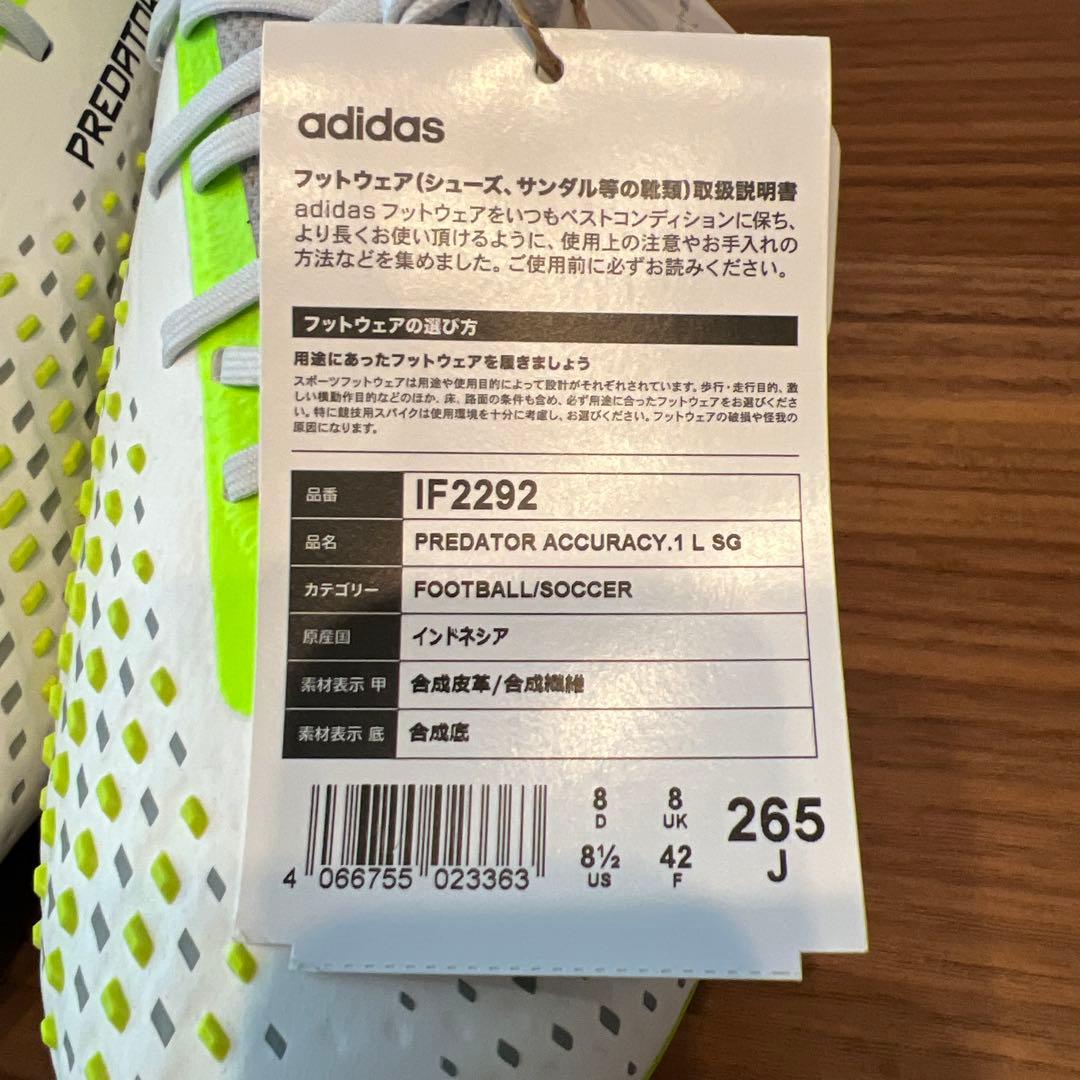 PREDATOR
adidas
フットウェア(シューズ、サンダル等の靴類)取扱説明書
adidas フットウェアをいつもベストコンディションに保ち、
より長くお使い頂けるように、使用上の注意やお手入れの
方法などを集めました。ご使用前に必ずお読みください。
フットウェアの選び方
用途にあったフットウェアを履きましょう
スポーツフットウェアは用途や使用目的によって設計がそれぞれされています。歩行・走行目的、激
しい横動作目的などのほか、床、路面の条件も含め、必ず用途に合ったフットウェアをお選びくださ
い。特に競技用スパイクは使用環境を十分に考慮し、お選びください。フットウェアの破損や怪我の
原因になります。
品番 IF2292
品名 PREDATOR ACCURACY.1 L SG
カテゴリー FOOTBALL/SOCCER
原産国 インドネシア
素材表示 甲 合成皮革/合成繊維
素材表示 底 合成底
8 D 8 UK 265 J
8½ US 42 F
4 066755 023363